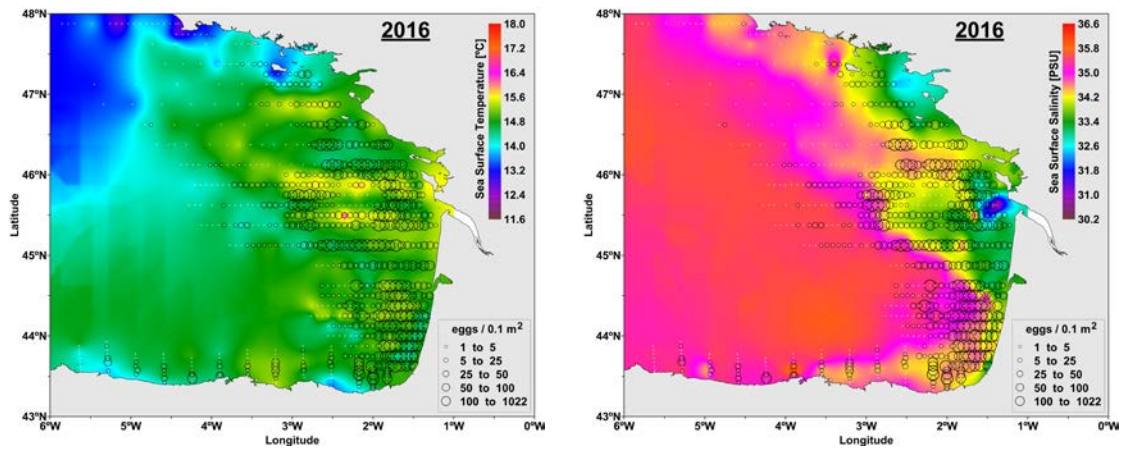 2016
48°N
47°N
46°N
45°N
44°N
43°N
Latitude
6°W 5°W 4°W 3°W 2°W 1°W 0°W
Longitude
Sea Surface Temperature [ºC]
18.0
17.2
16.4
15.6
14.8
14.0
13.2
12.4
11.6
eggs / 0.1 m²
1 to 5
5 to 25
25 to 50
50 to 100
100 to 1022
2016
48°N
47°N
46°N
45°N
44°N
43°N
Latitude
6°W 5°W 4°W 3°W 2°W 1°W 0°W
Longitude
Sea Surface Salinity [PSU]
36.6
35.8
35.0
34.2
33.4
32.6
31.8
31.0
30.2
eggs / 0.1 m²
1 to 5
5 to 25
25 to 50
50 to 100
100 to 1022